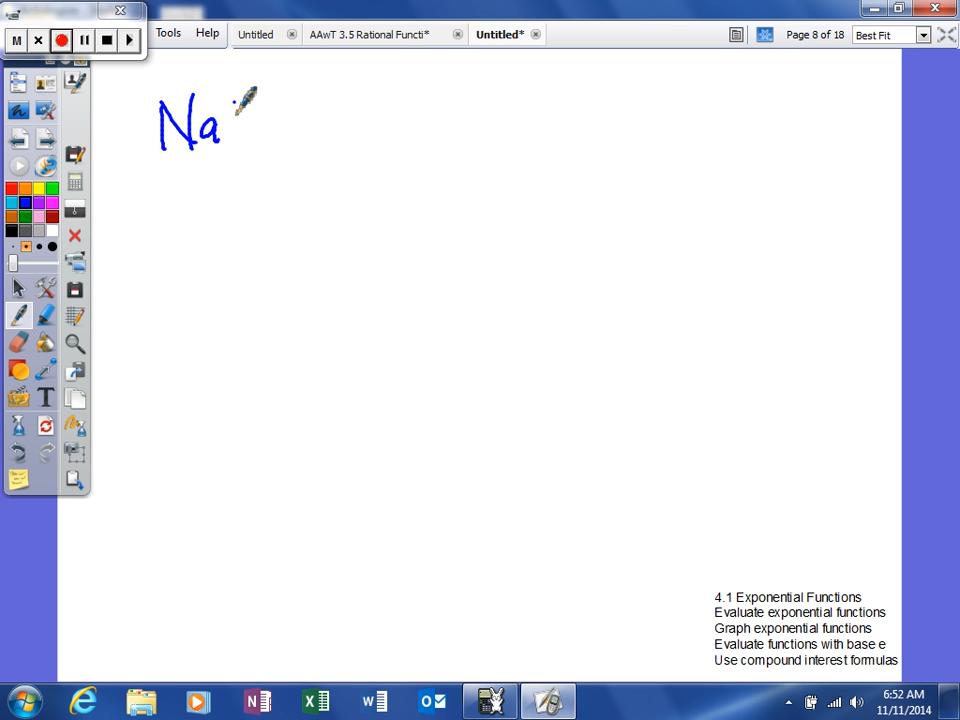 M
Tools Help Untitled AAwT 3.5 Rational Functi* Untitled* Page 8 of 18 Best Fit
Na
4.1 Exponential Functions
Evaluate exponential functions
Graph exponential functions
Evaluate functions with base e
Use compound interest formulas
6:52 AM
11/11/2014